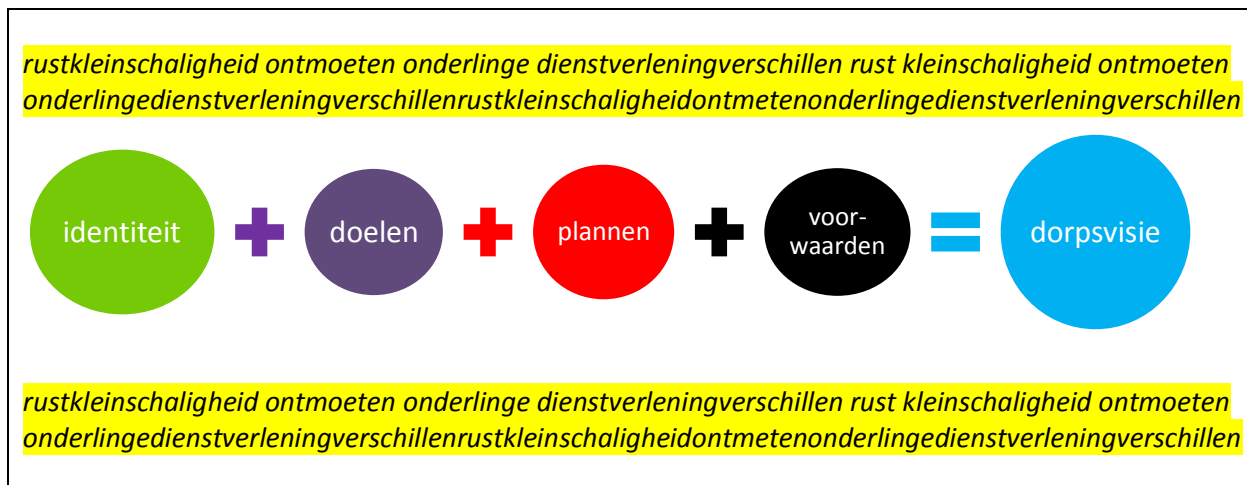 rustkleinschaligheid ontmoeten onderlinge dienstverleningverschillen rust kleinschaligheid ontmoeten
onderlingedienstverleningverschillenrustkleinschaligheidontmetenonderlingedienstverleningverschillen
identiteit
doelen
plannen
voor-
waarden
dorpsvisie
rustkleinschaligheid ontmoeten onderlinge dienstverleningverschillen rust kleinschaligheid ontmoeten
onderlingedienstverleningverschillenrustkleinschaligheidontmetenonderlingedienstverleningverschillen